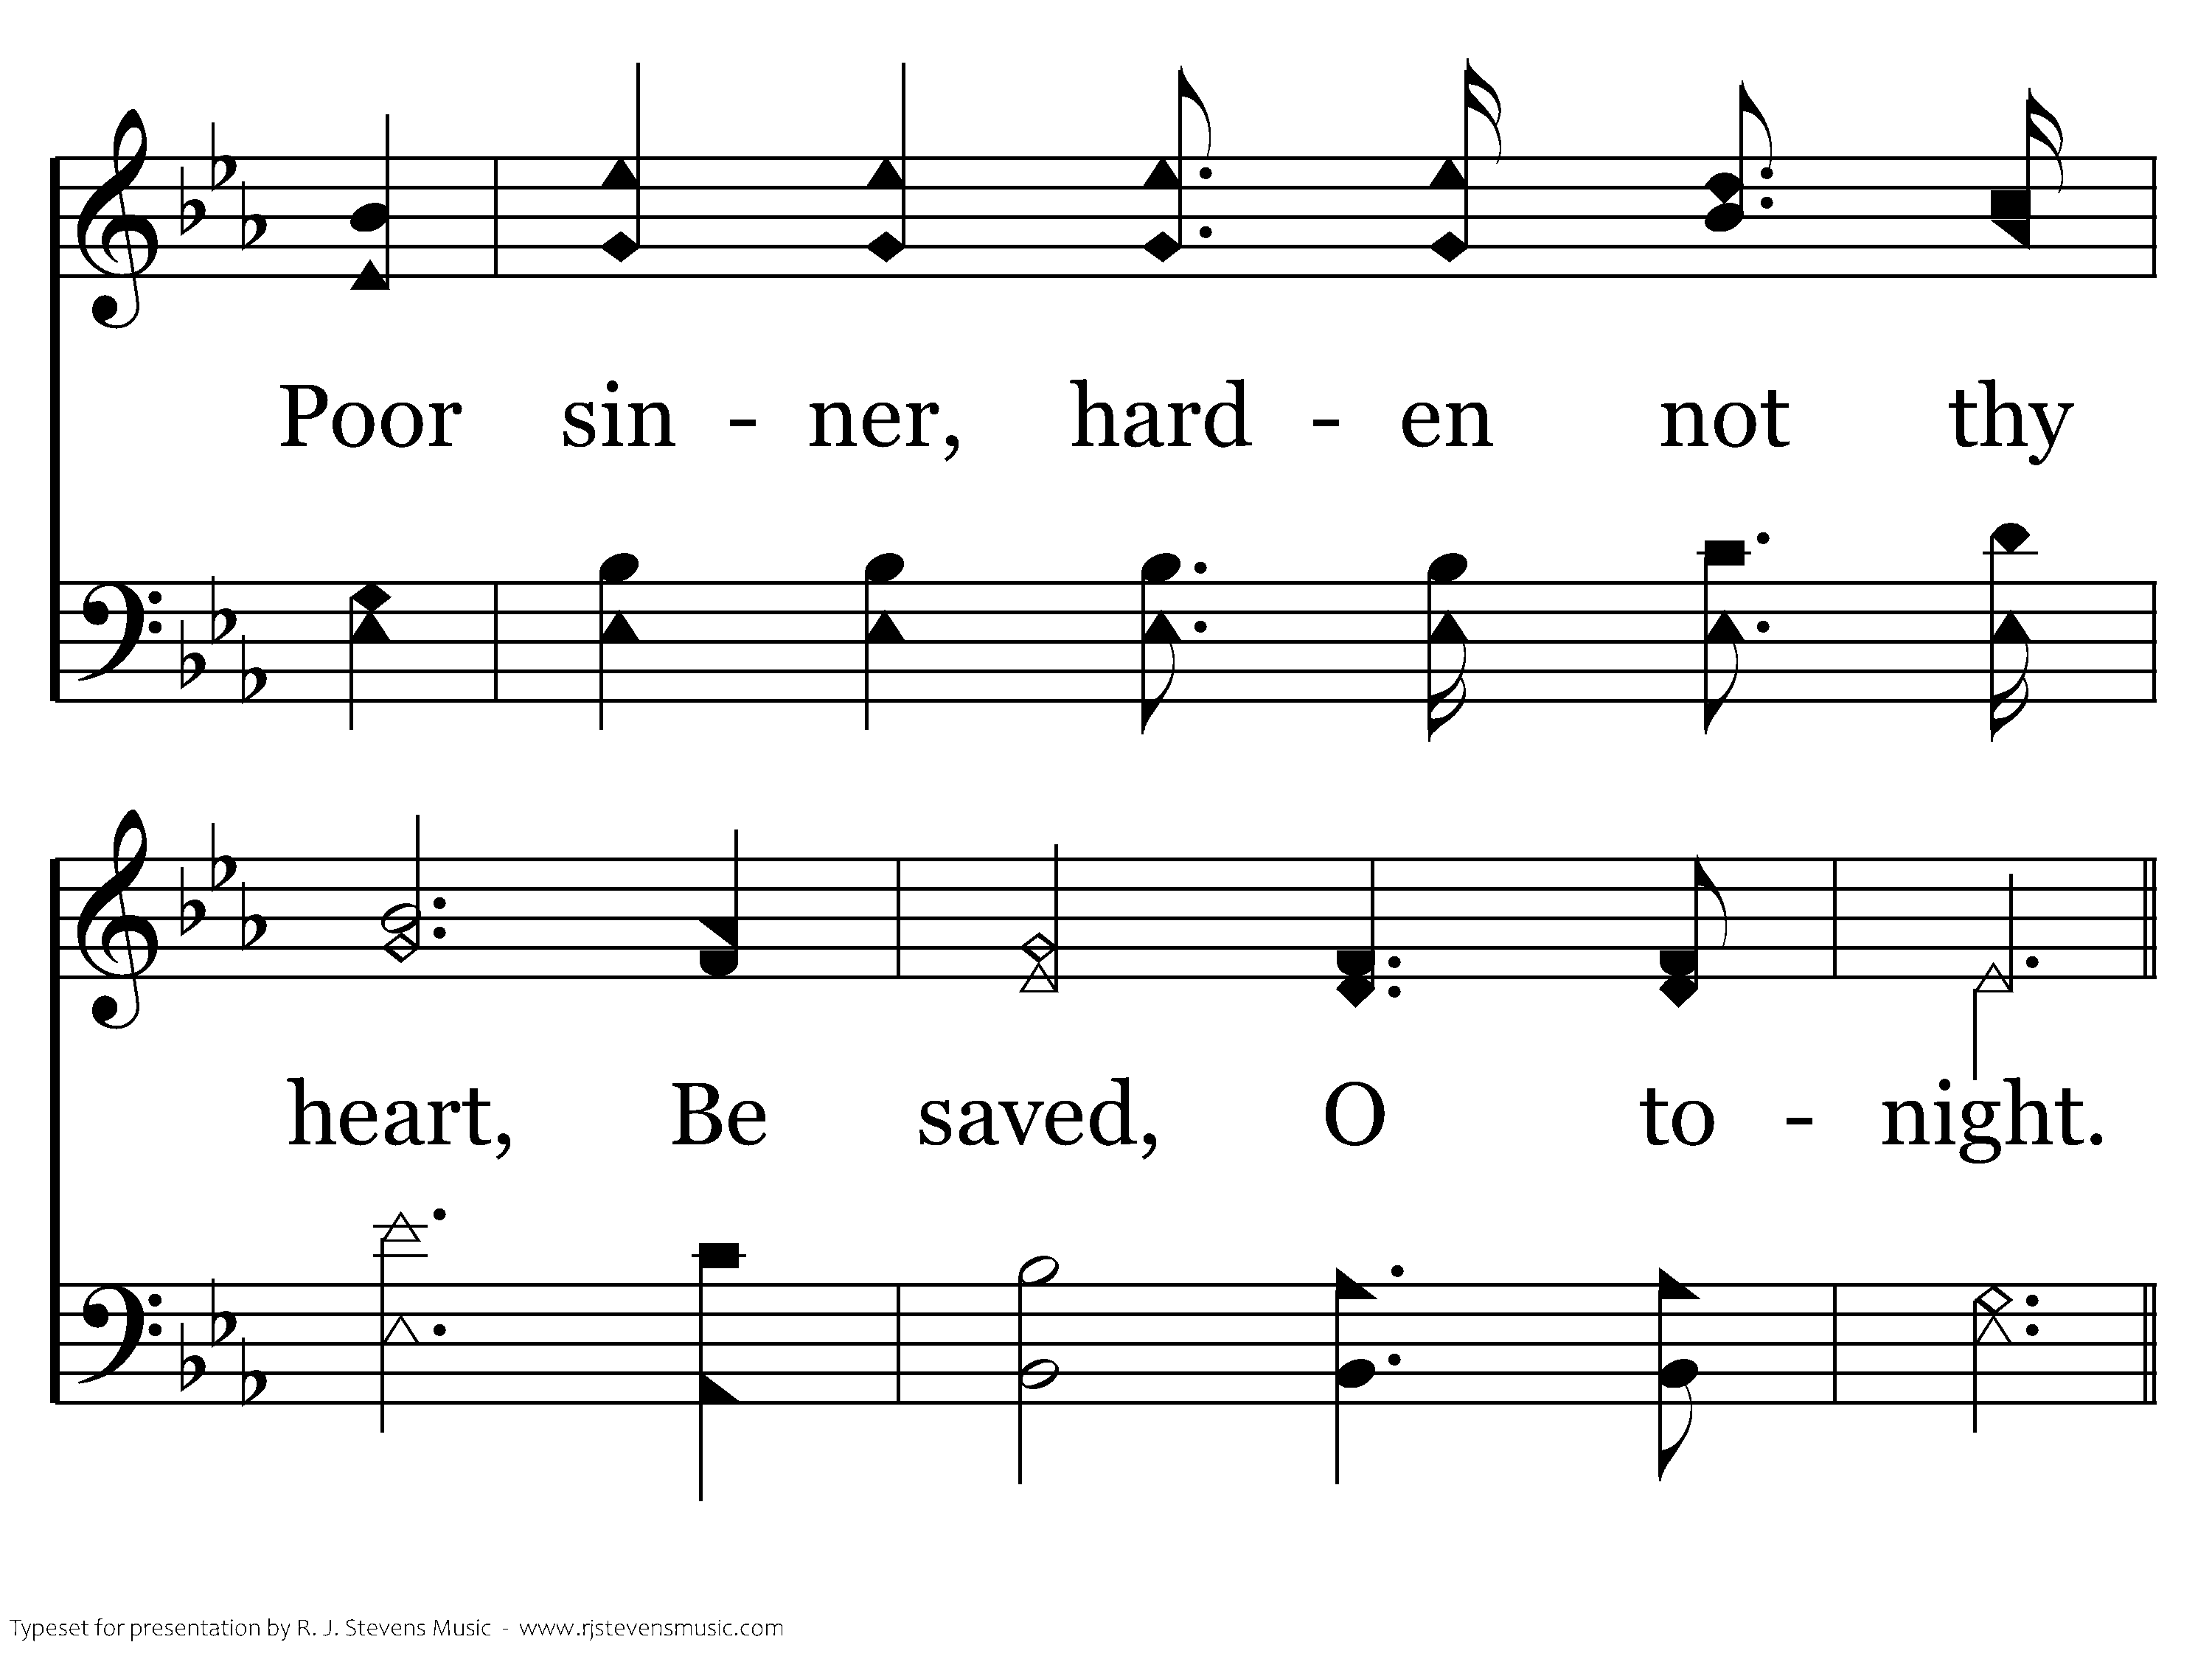 Poor sin - ner, hard - en not thy
heart, Be saved, O to - night.
Typeset for presentation by R. J. Stevens Music - www.rjstevensmusic.com